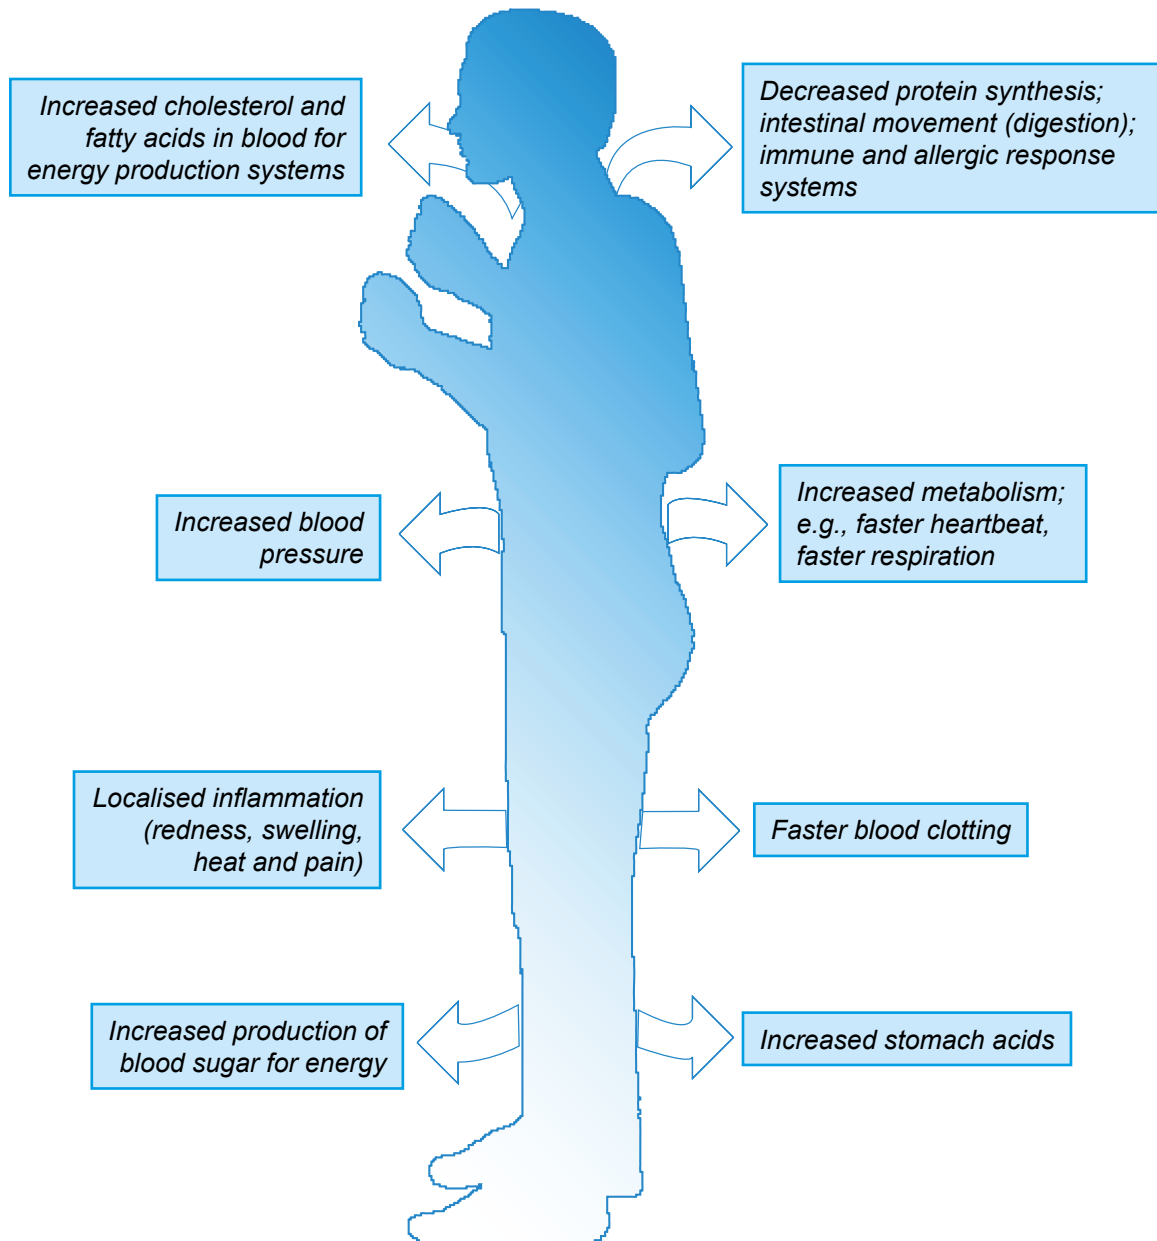 Increased cholesterol and
fatty acids in blood for
energy production systems
Decreased protein synthesis;
intestinal movement (digestion);
immune and allergic response
systems
Increased blood
pressure
Increased metabolism;
e.g., faster heartbeat,
faster respiration
Localised inflammation
(redness, swelling,
heat and pain)
Faster blood clotting
Increased production of
blood sugar for energy
Increased stomach acids